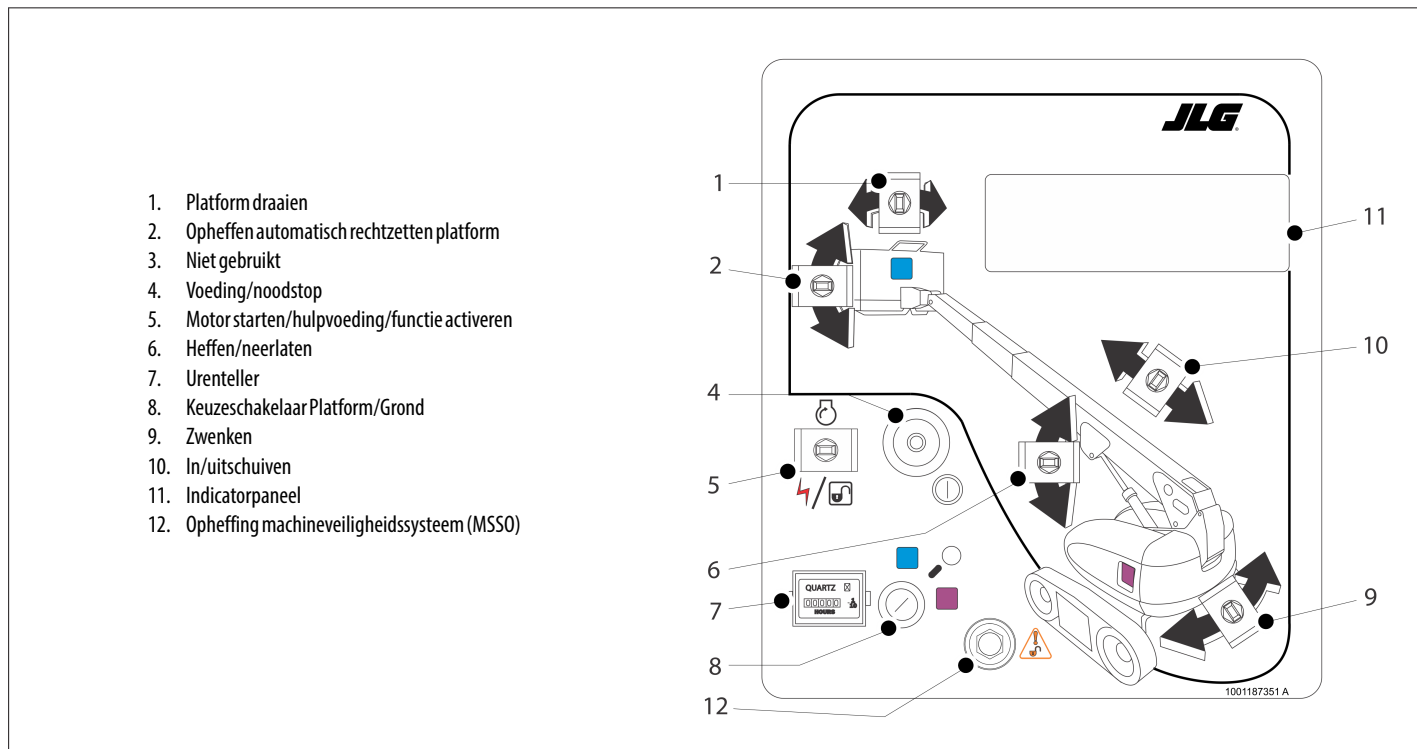 1. Platform draaien
2. Opheffen automatisch rechtzetten platform
3. Niet gebruikt
4. Voeding/noodstop
5. Motor starten/hulpvoeding/functie activeren
6. Heffen/neerlaten
7. Urenteller
8. Keuzeschakelaar Platform/Grond
9. Zwenken
10. In/uitschuiven
11. Indicatorpaneel
12. Opheffing machineveiligheidssysteem (MSSO)
JLG
1
11
2
10
4
5
6
QUARTZ
00000
HOURS
7
9
8
12
1001187351 A